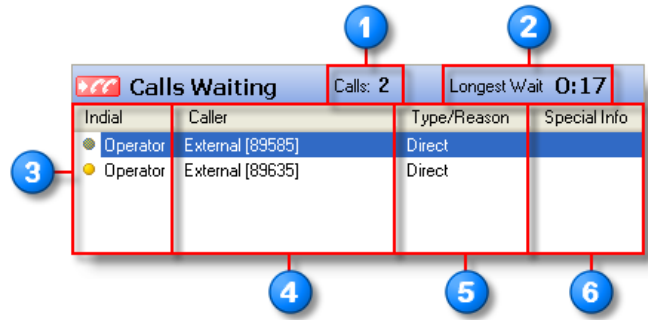 1 2
CC Calls Waiting Calls: 2 Longest Wait 0:17
Indial Caller Type/Reason Special Info
Operator External [89585] Direct
3 Operator External [89635] Direct
4 5 6